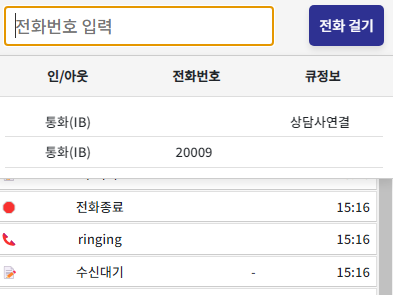 전화번호 입력 전화 걸기
인/아웃 전화번호 큐정보
통화(IB) 상담사연결
통화(IB) 20009
전화종료 15:16
ringing 15:16
수신대기 - 15:16